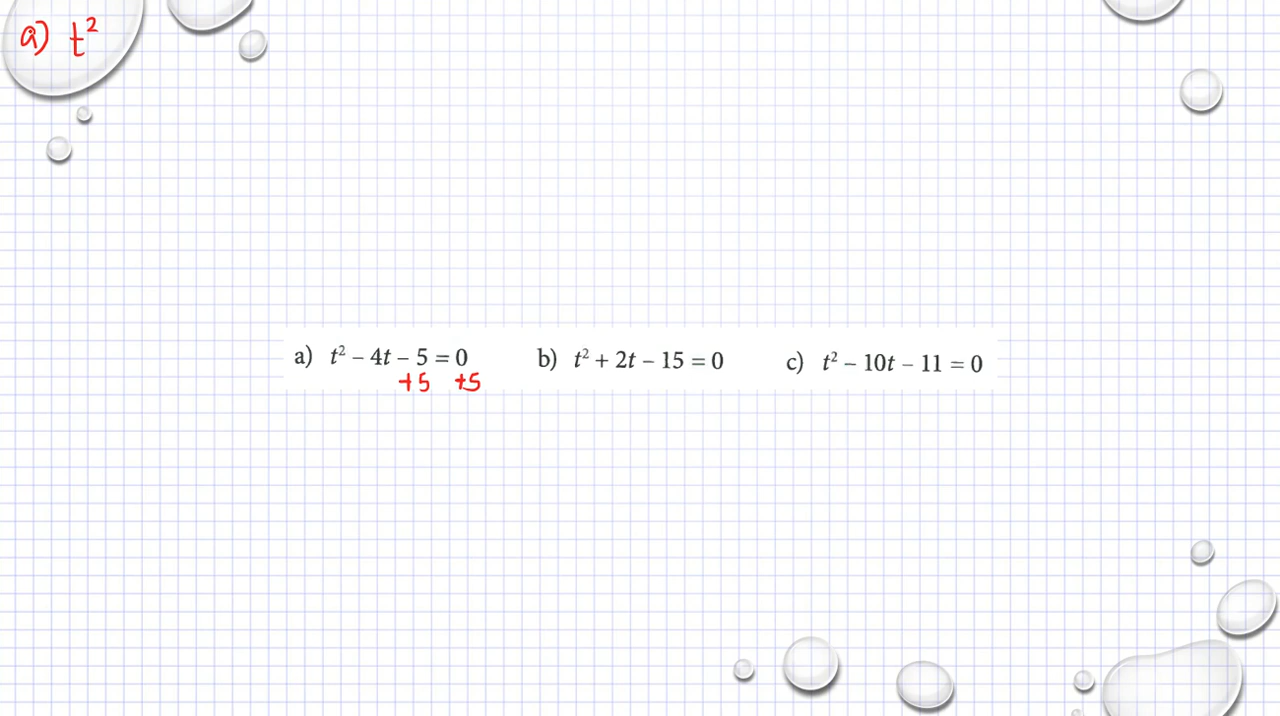 a) t²
a) t² – 4t – 5 = 0 b) t² + 2t – 15 = 0 c) t² – 10t – 11 = 0
+5 +5